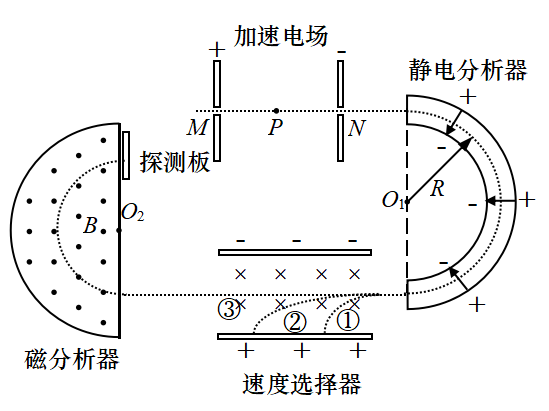 加速电场
+ -
M P N
静电分析器
+
-
R
O₁
- +
-
+
探测板
B O₂
磁分析器
- - -
× × × ×
③ × × × ×
② ①
+ + +
速度选择器